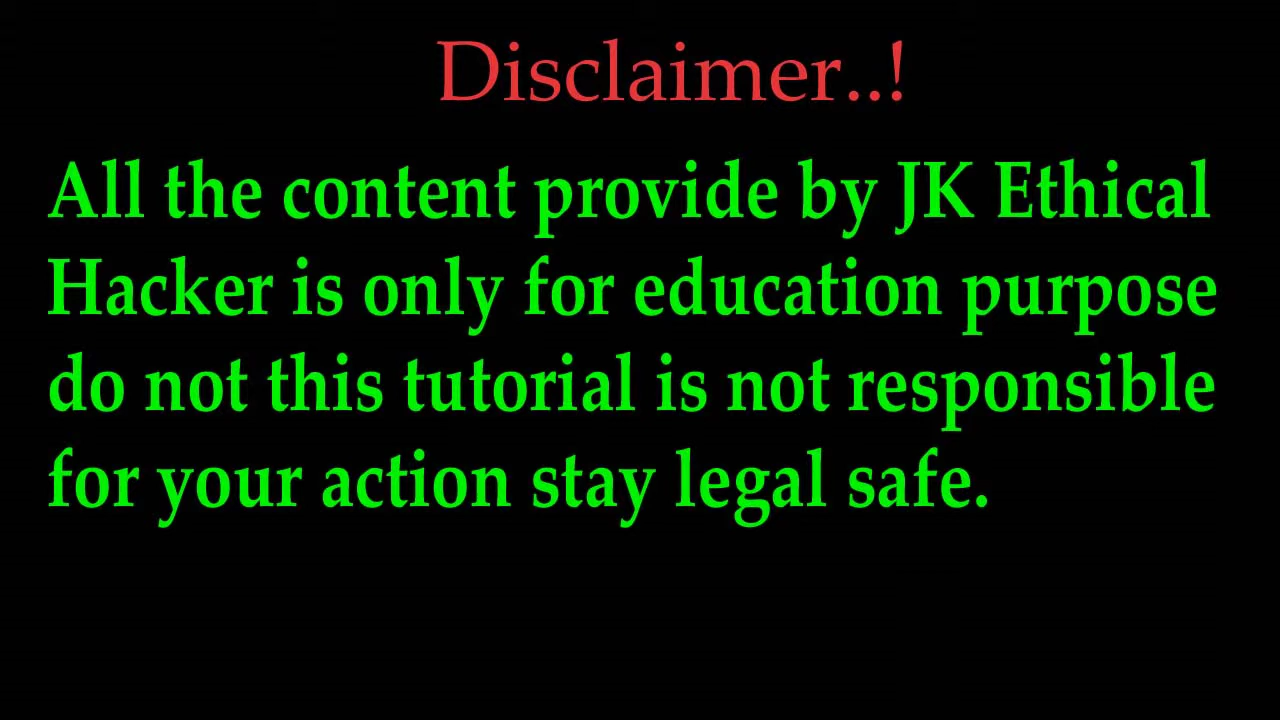 Disclaimer..!
All the content provide by JK Ethical
Hacker is only for education purpose
do not this tutorial is not responsible
for your action stay legal safe.